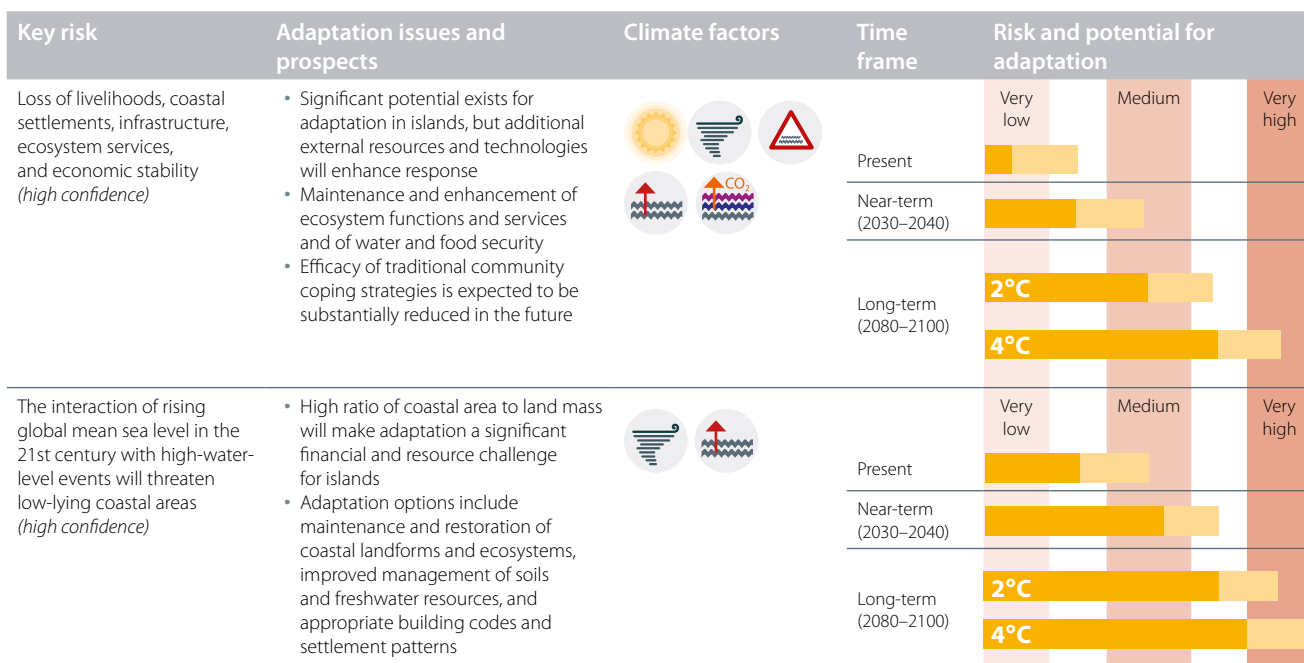 Key risk
Adaptation issues and
prospects
Climate factors
Time
frame
Risk and potential for
adaptation
Loss of livelihoods, coastal
settlements, infrastructure,
ecosystem services,
and economic stability
(high confidence)
• Significant potential exists for
adaptation in islands, but additional
external resources and technologies
will enhance response
• Maintenance and enhancement of
ecosystem functions and services
and of water and food security
• Efficacy of traditional community
coping strategies is expected to be
substantially reduced in the future
CO₂
Very
low
Medium
Very
high
Present
Near-term
(2030–2040)
Long-term
(2080–2100)
2°C
4°C
The interaction of rising
global mean sea level in the
21st century with high-water-
level events will threaten
low-lying coastal areas
(high confidence)
• High ratio of coastal area to land mass
will make adaptation a significant
financial and resource challenge
for islands
• Adaptation options include
maintenance and restoration of
coastal landforms and ecosystems,
improved management of soils
and freshwater resources, and
appropriate building codes and
settlement patterns
Very
low
Medium
Very
high
Present
Near-term
(2030–2040)
Long-term
(2080–2100)
2°C
4°C